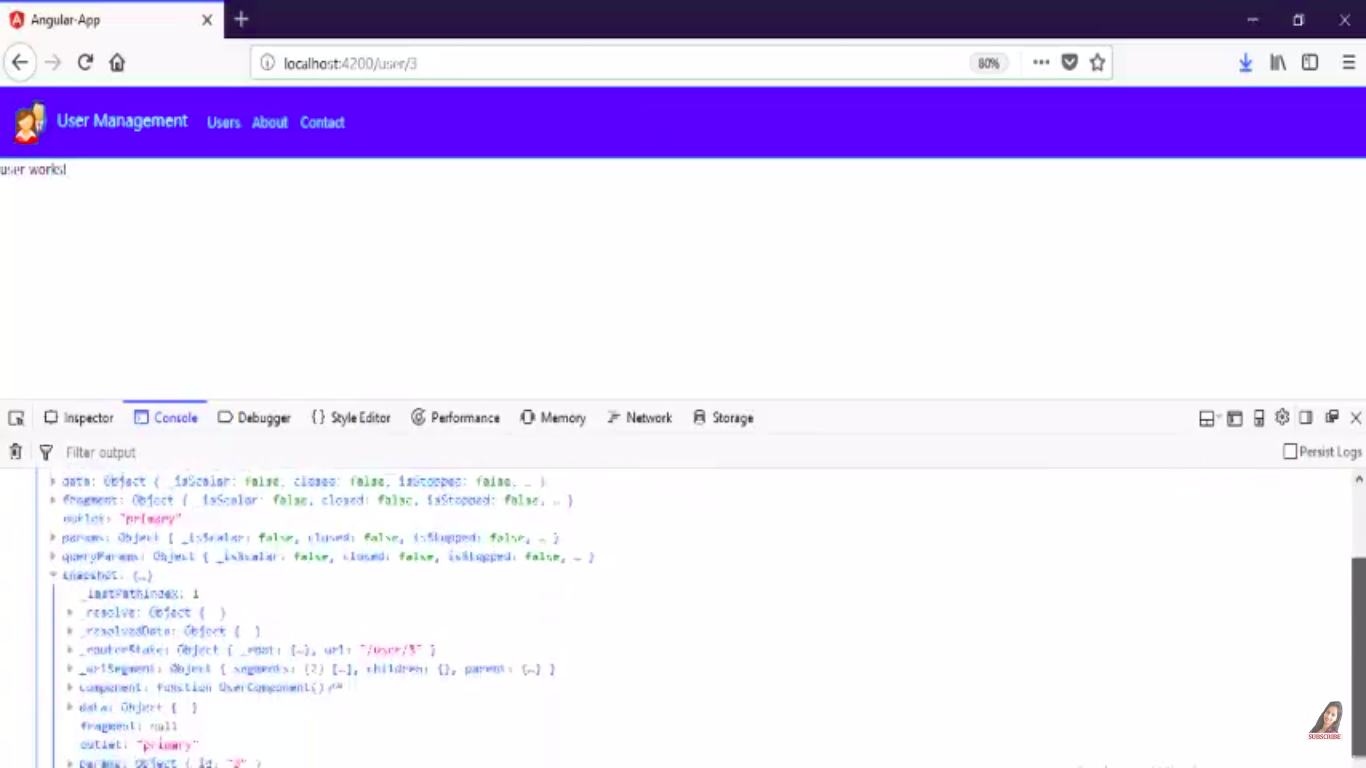 Angular-App
localhost:4200/user/3 80%
User Management Users About Contact
user works!
Inspector Console Debugger {} Style Editor Performance Memory Network Storage
Filter output Persist Logs
data: Object { _isScalar: false, closed: false, isStopped: false, … }
fragment: Object { _isScalar: false, closed: false, isStopped: false, … }
outlet: "primary"
params: Object { _isScalar: false, closed: false, isStopped: false, … }
queryParams: Object { _isScalar: false, closed: false, isStopped: false, … }
snapshot: {…}
_lastPathIndex: 1
_resolve: Object { }
_resolvedData: Object { }
_routerState: Object { _root: {…}, url: "/user/3" }
_urlSegment: Object { segments: (2) […], children: {}, parent: {…} }
component: function UserComponent()
data: Object { }
fragment: null
outlet: "primary"
params: Object { id: "3" }
SUBSCRIBE